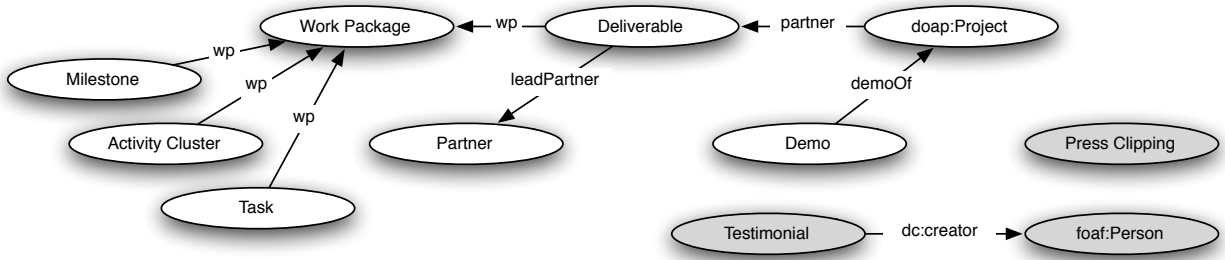 Work Package
wp
Deliverable
partner
doap:Project
wp
Milestone
leadPartner
demoOf
wp
Activity Cluster
wp
Partner
Demo
Press Clipping
Task
Testimonial
dc:creator
foaf:Person